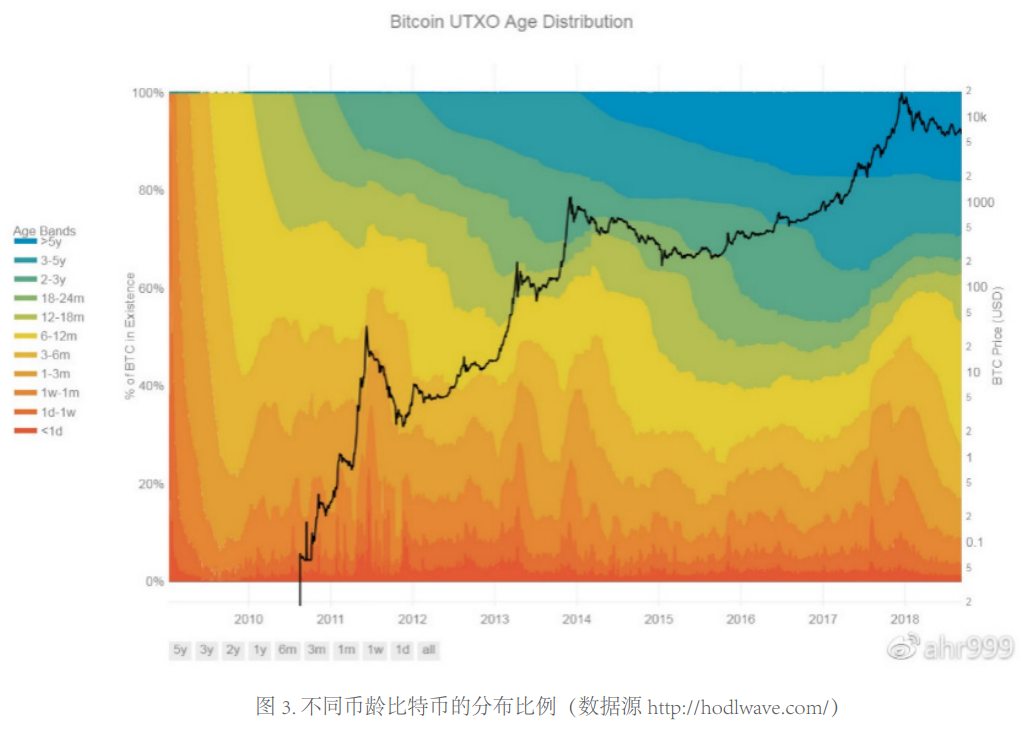 Bitcoin UTXO Age Distribution
Age Bands
>5y
3-5y
2-3y
18-24m
12-18m
6-12m
3-6m
1-3m
1w-1m
1d-1w
<1d
% of BTC in Existence
100%
80%
60%
40%
20%
0%
2
10k
5
2
1000
5
2
100
5
2
10
5
2
1
5
2
0.1
5
2
BTC Price (USD)
2010 2011 2012 2013 2014 2015 2016 2017 2018
5y 3y 2y 1y 6m 3m 1m 1w 1d all
ahr999
图 3. 不同币龄比特币的分布比例（数据源 http://hodlwave.com/）